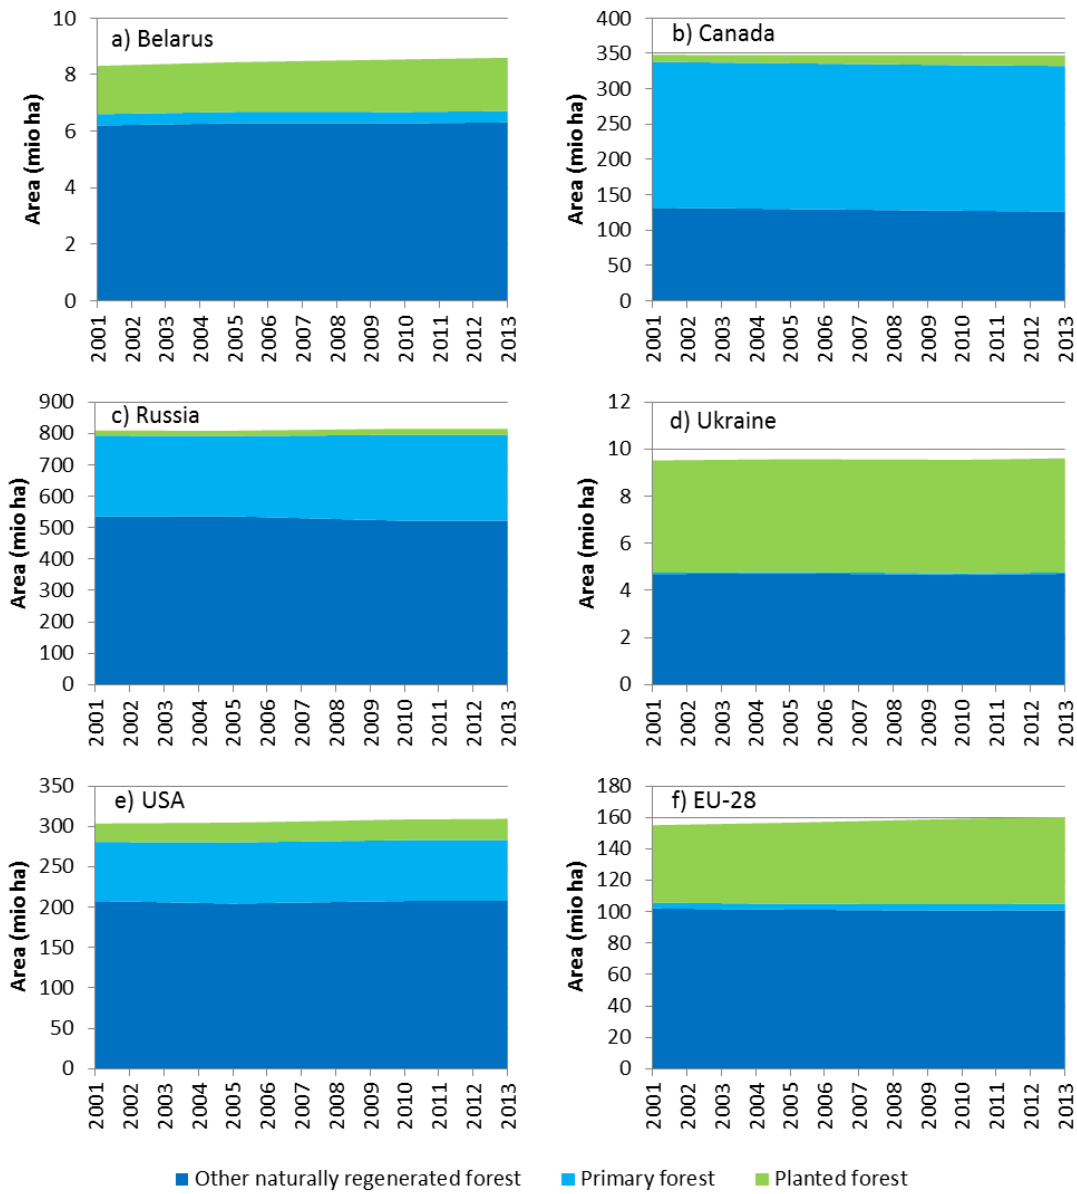 a) Belarus
Area (mio ha)
10
8
6
4
2
0
2001 2002 2003 2004 2005 2006 2007 2008 2009 2010 2011 2012 2013
b) Canada
Area (mio ha)
400
350
300
250
200
150
100
50
0
2001 2002 2003 2004 2005 2006 2007 2008 2009 2010 2011 2012 2013
c) Russia
Area (mio ha)
900
800
700
600
500
400
300
200
100
0
2001 2002 2003 2004 2005 2006 2007 2008 2009 2010 2011 2012 2013
d) Ukraine
Area (mio ha)
12
10
8
6
4
2
0
2001 2002 2003 2004 2005 2006 2007 2008 2009 2010 2011 2012 2013
e) USA
Area (mio ha)
350
300
250
200
150
100
50
0
2001 2002 2003 2004 2005 2006 2007 2008 2009 2010 2011 2012 2013
f) EU-28
Area (mio ha)
180
160
140
120
100
80
60
40
20
0
2001 2002 2003 2004 2005 2006 2007 2008 2009 2010 2011 2012 2013
Other naturally regenerated forest Primary forest Planted forest